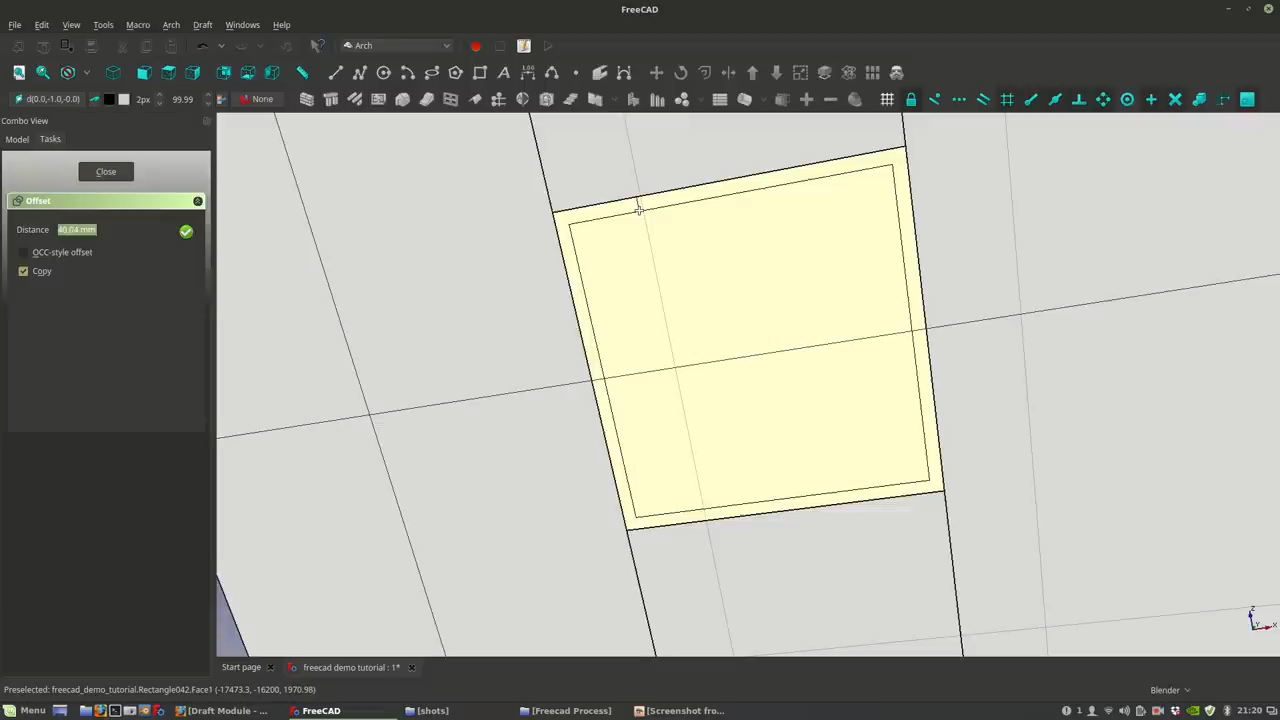 FreeCAD
File Edit View Tools Macro Arch Draft Windows Help
Arch
d(0.0,-1.0,-0.0) 2px 99.99 None
Combo View
Model Tasks
Close
Offset
Distance 40.04 mm
OCC-style offset
Copy
Z
Y X
Start page freecad demo tutorial : 1*
Preselected: freecad_demo_tutorial.Rectangle042.Face1 (-17473.3, -16200, 1970.98) Blender
Menu [Draft Module - ... FreeCAD [shots] [Freecad Process] [Screenshot fro... 1 21:20